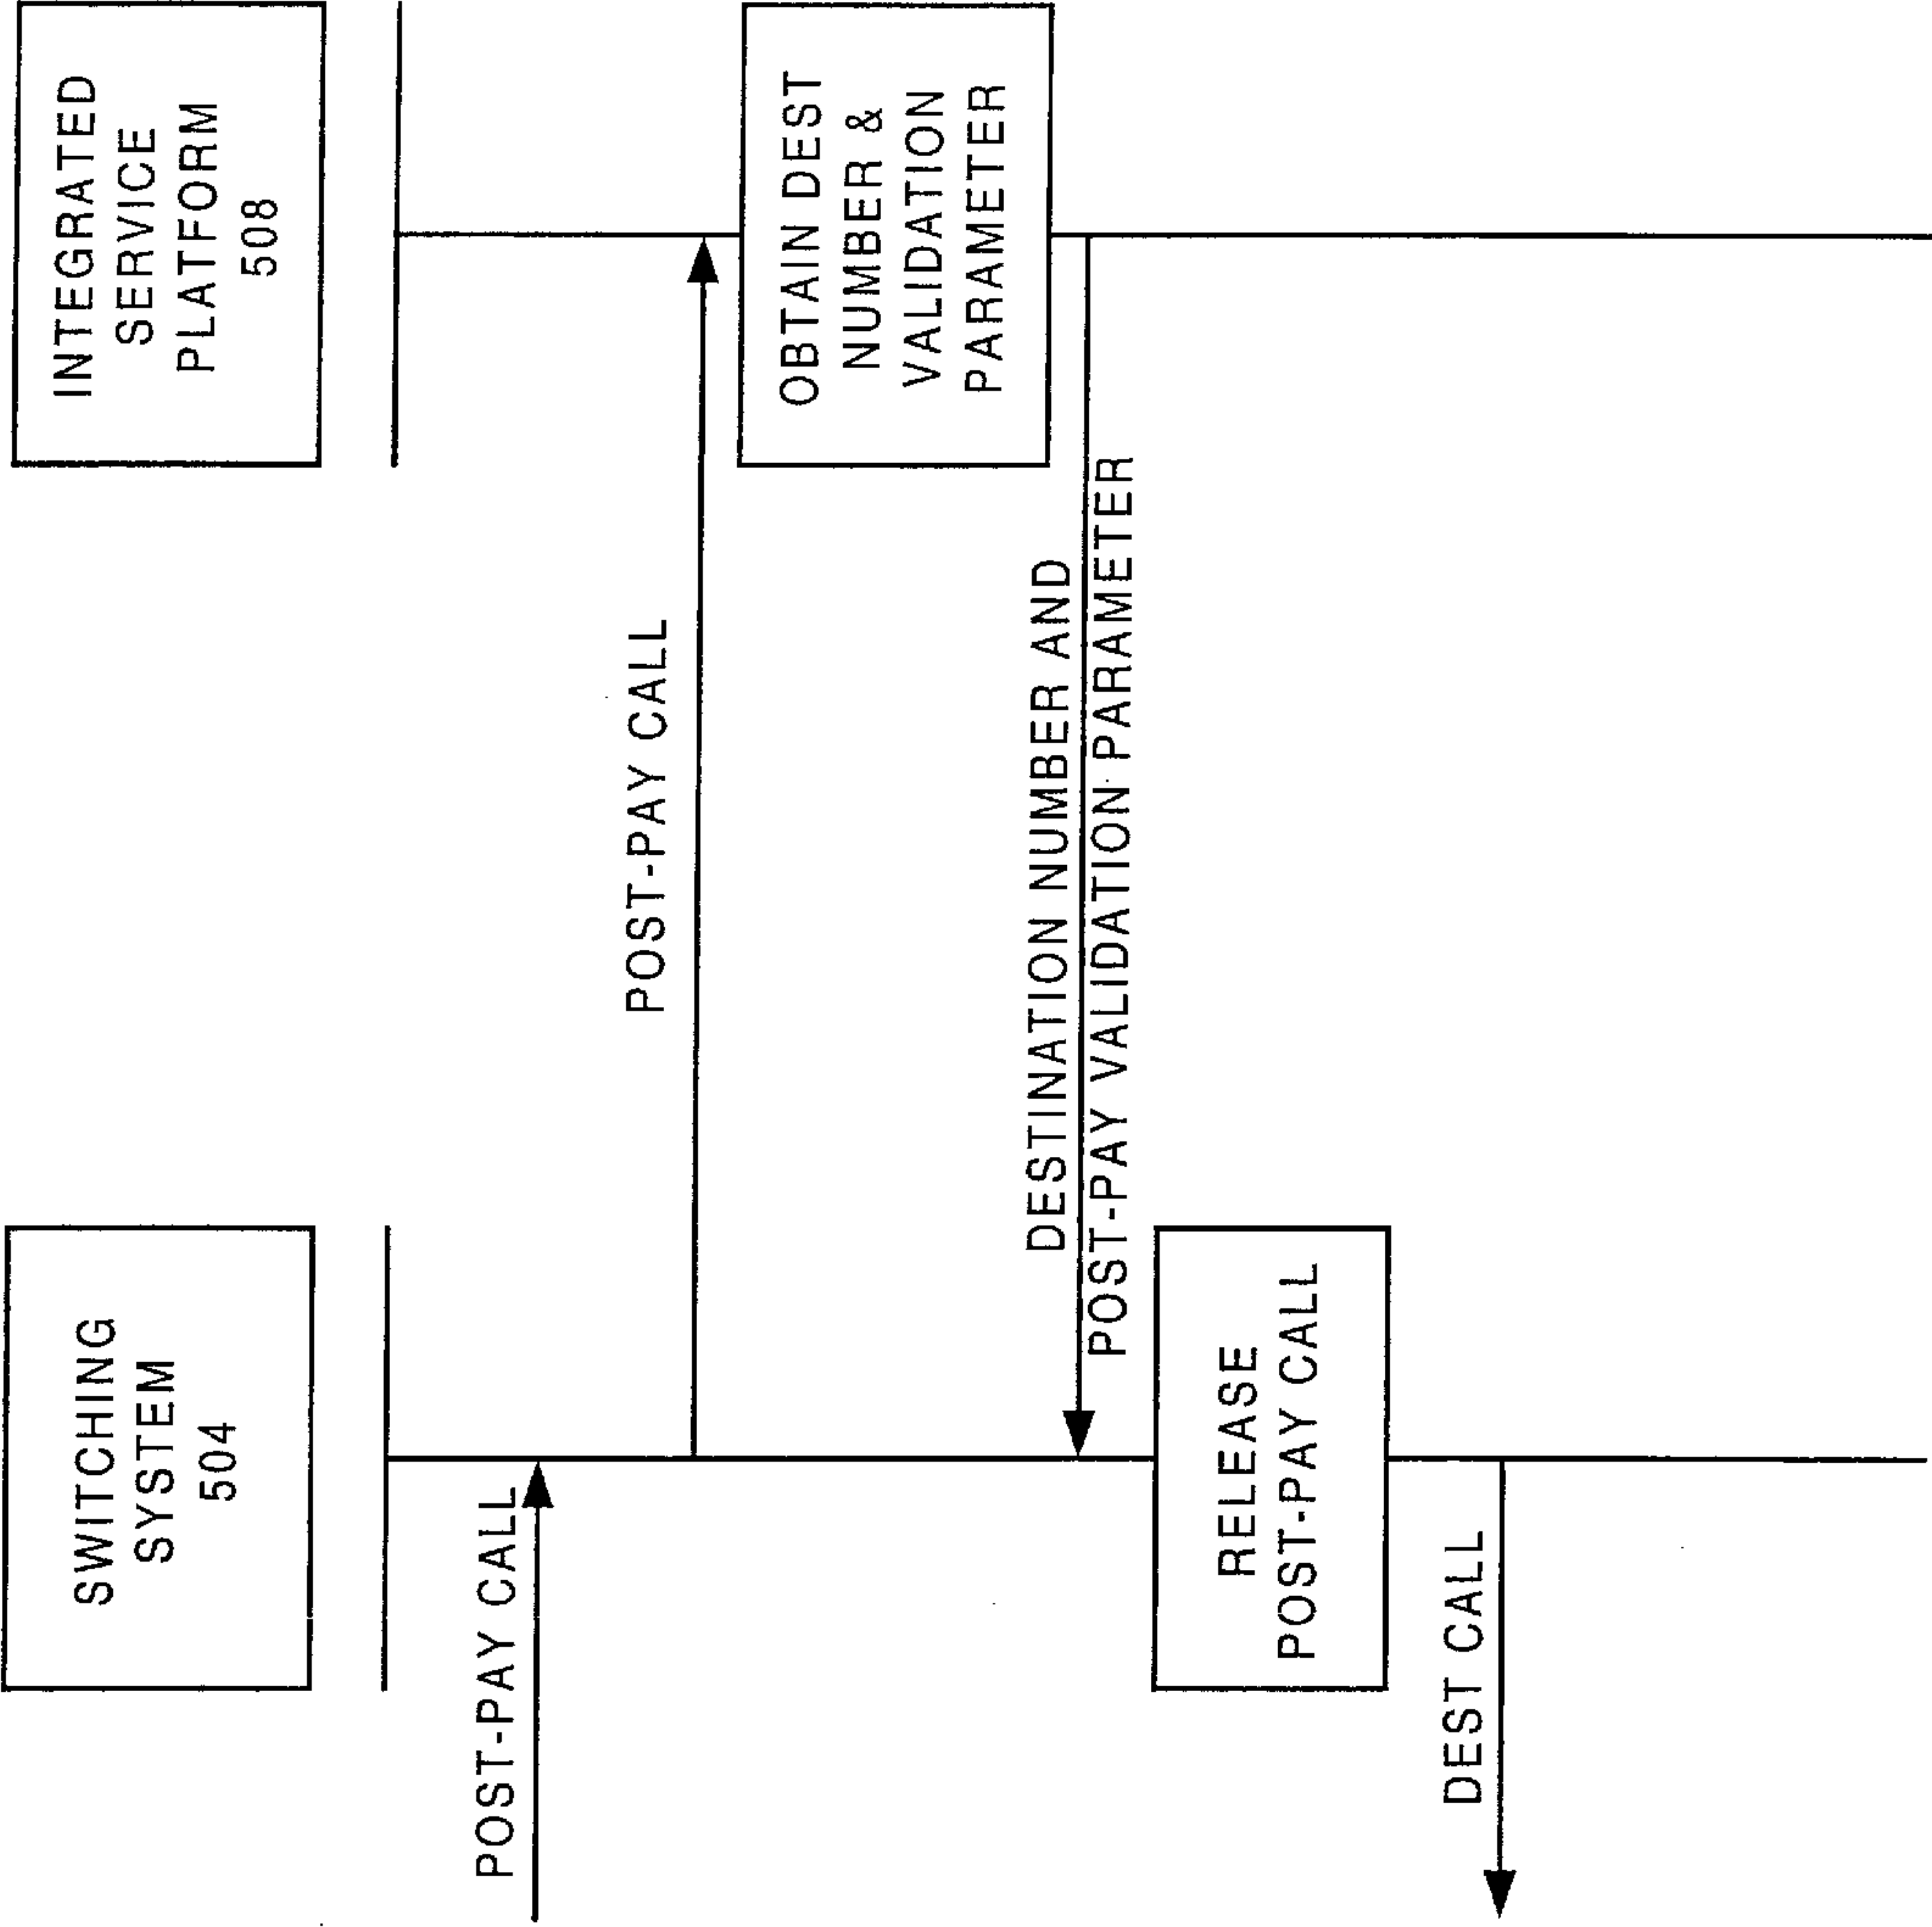 SWITCHING
SYSTEM
504
INTEGRATED
SERVICE
PLATFORM
508
POST-PAY CALL
POST-PAY CALL
OBTAIN DEST
NUMBER &
VALIDATION
PARAMETER
DESTINATION NUMBER AND
POST-PAY VALIDATION PARAMETER
RELEASE
POST-PAY CALL
DEST CALL